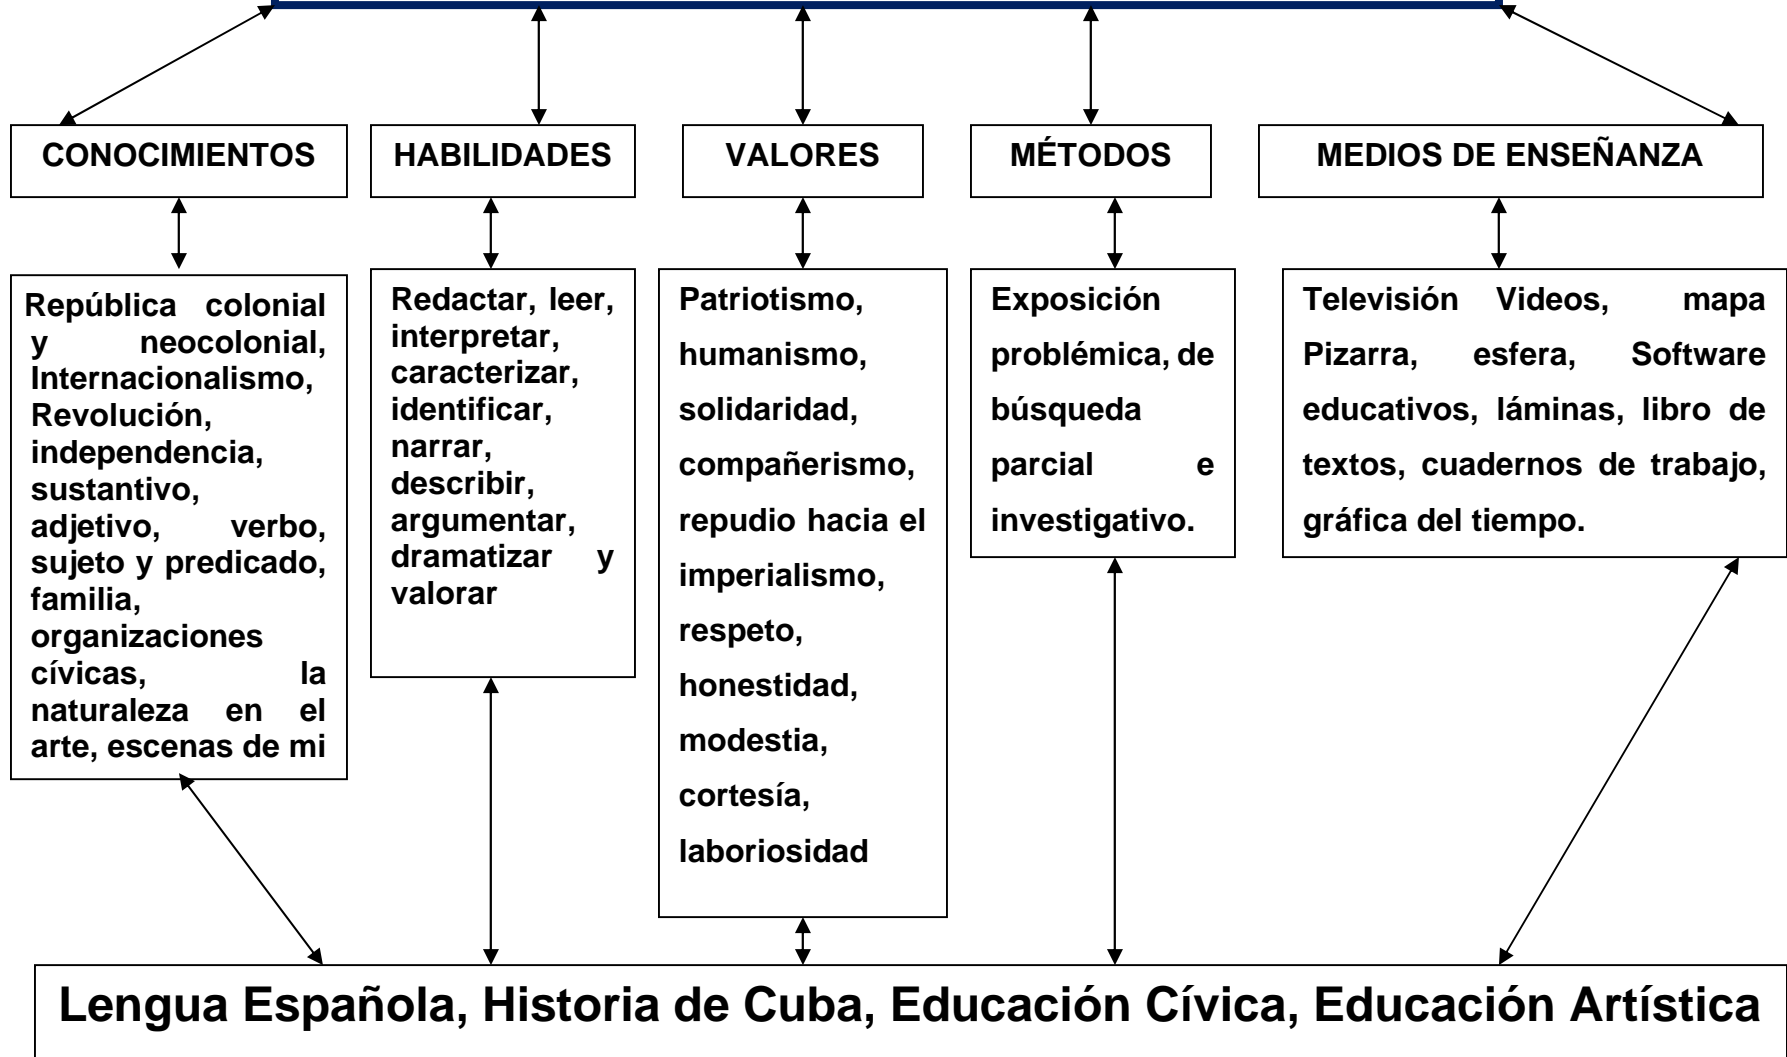 CONOCIMIENTOS
HABILIDADES
VALORES
MÉTODOS
MEDIOS DE ENSEÑANZA
República colonial
y neocolonial,
Internacionalismo,
Revolución,
independencia,
sustantivo,
adjetivo, verbo,
sujeto y predicado,
familia,
organizaciones
cívicas, la
naturaleza en el
arte, escenas de mi
Redactar, leer,
interpretar,
caracterizar,
identificar,
narrar,
describir,
argumentar,
dramatizar y
valorar
Patriotismo,
humanismo,
solidaridad,
compañerismo,
repudio hacia el
imperialismo,
respeto,
honestidad,
modestia,
cortesía,
laboriosidad
Exposición
problémica, de
búsqueda
parcial e
investigativo.
Televisión Videos, mapa
Pizarra, esfera, Software
educativos, láminas, libro de
textos, cuadernos de trabajo,
gráfica del tiempo.
Lengua Española, Historia de Cuba, Educación Cívica, Educación Artística